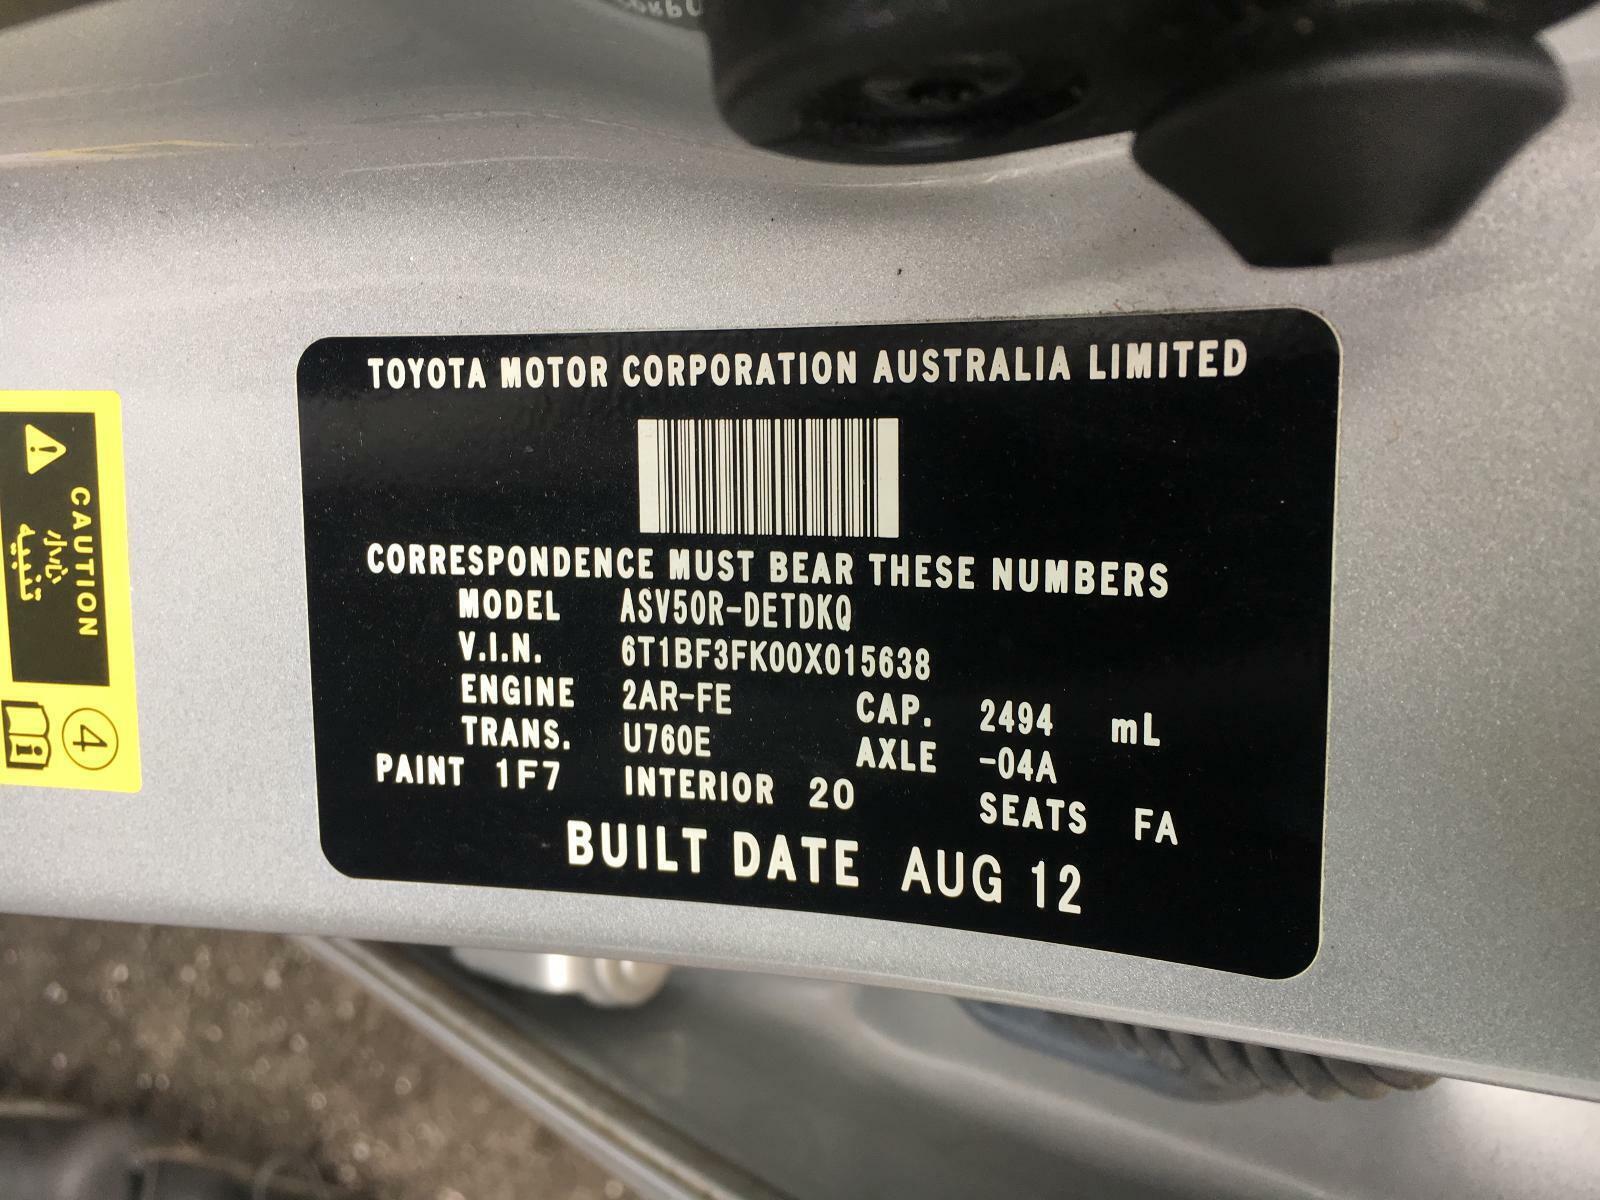 TOYOTA MOTOR CORPORATION AUSTRALIA LIMITED
CORRESPONDENCE MUST BEAR THESE NUMBERS
MODEL ASV50R-DETDKQ
V.I.N. 6T1BF3FK00X015638
ENGINE 2AR-FE CAP. 2494 mL
TRANS. U760E AXLE -04A
PAINT 1F7 INTERIOR 20 SEATS FA
BUILT DATE AUG 12
CAUTION
تنبيه
4